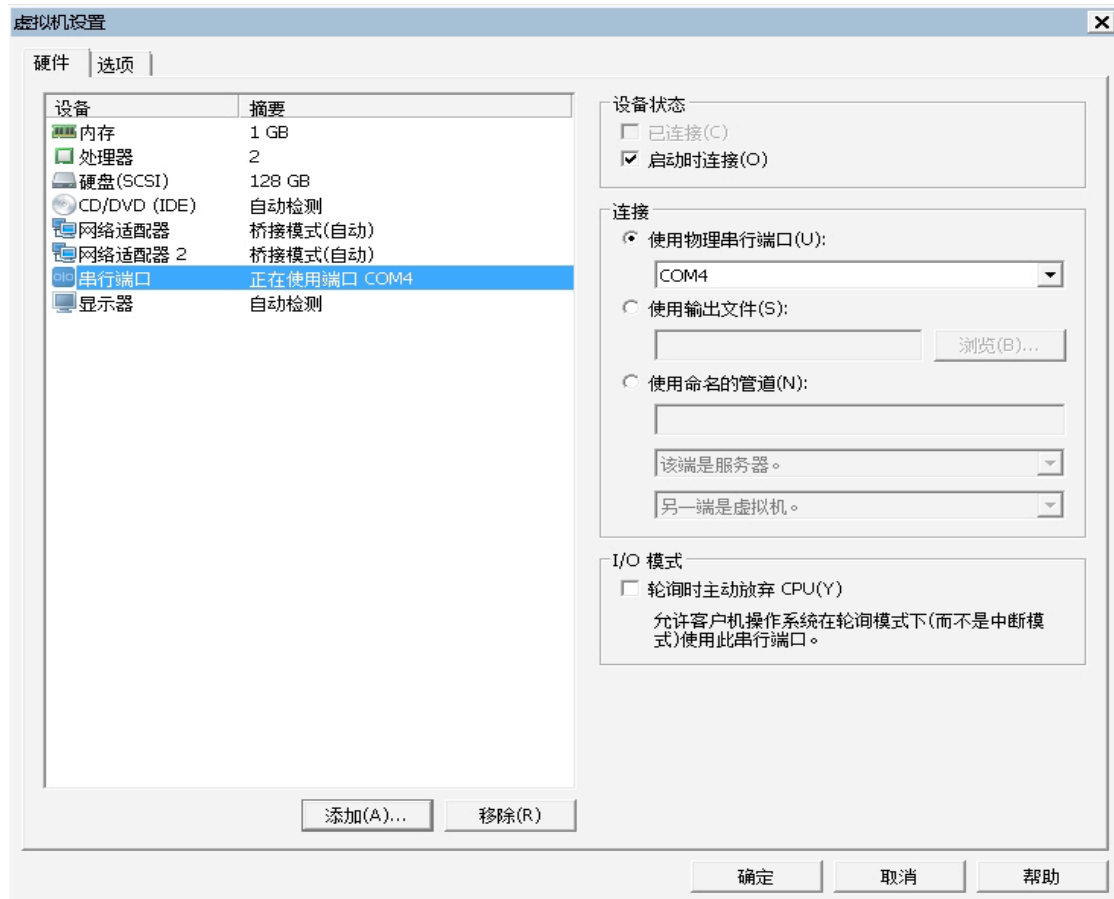 虚拟机设置
硬件 选项
设备 摘要
内存 1 GB
处理器 2
硬盘(SCSI) 128 GB
CD/DVD (IDE) 自动检测
网络适配器 桥接模式(自动)
网络适配器 2 桥接模式(自动)
串行端口 正在使用端口 COM4
显示器 自动检测
添加(A)... 移除(R)
设备状态
已连接(C)
启动时连接(O)
连接
使用物理串行端口(U):
COM4
使用输出文件(S):
浏览(B)...
使用命名的管道(N):
该端是服务器。
另一端是虚拟机。
I/O 模式
轮询时主动放弃 CPU(Y)
允许客户机操作系统在轮询模式下(而不是中断模
式)使用此串行端口。
确定 取消 帮助